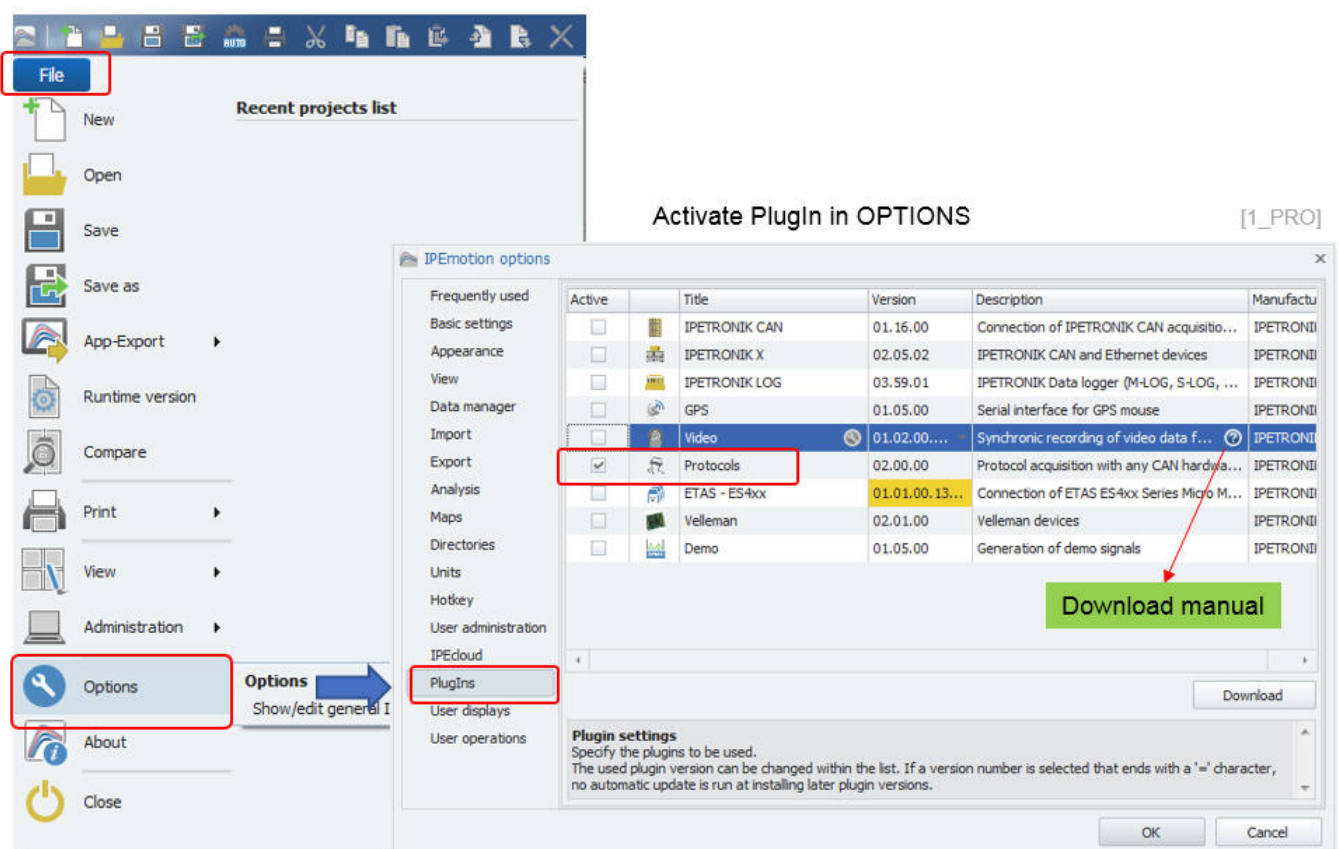 AUTO
File
Recent projects list
New
Open
Save
Save as
App-Export
Runtime version
Compare
Print
View
Administration
Options
Options
Show/edit general I
About
Close
Activate PlugIn in OPTIONS
[1_PRO]
IPEmotion options
Frequently used
Basic settings
Appearance
View
Data manager
Import
Export
Analysis
Maps
Directories
Units
Hotkey
User administration
IPEcloud
PlugIns
User displays
User operations
Active Title Version Description Manufactu
IPETRONIK CAN 01.16.00 Connection of IPETRONIK CAN acquisitio... IPETRONI
IPETRONIK X 02.05.02 IPETRONIK CAN and Ethernet devices IPETRONI
IPETRONIK LOG 03.59.01 IPETRONIK Data logger (M-LOG, S-LOG, ... IPETRONI
GPS 01.05.00 Serial interface for GPS mouse IPETRONI
Video 01.02.00.... Synchronic recording of video data f... IPETRONI
Protocols 02.00.00 Protocol acquisition with any CAN hardwa... IPETRONI
ETAS - ES4xx 01.01.00.13... Connection of ETAS ES4xx Series Micro M... IPETRONI
Velleman 02.01.00 Velleman devices IPETRONI
Demo 01.05.00 Generation of demo signals IPETRONI
Download manual
Download
Plugin settings
Specify the plugins to be used.
The used plugin version can be changed within the list. If a version number is selected that ends with a '=' character,
no automatic update is run at installing later plugin versions.
OK
Cancel